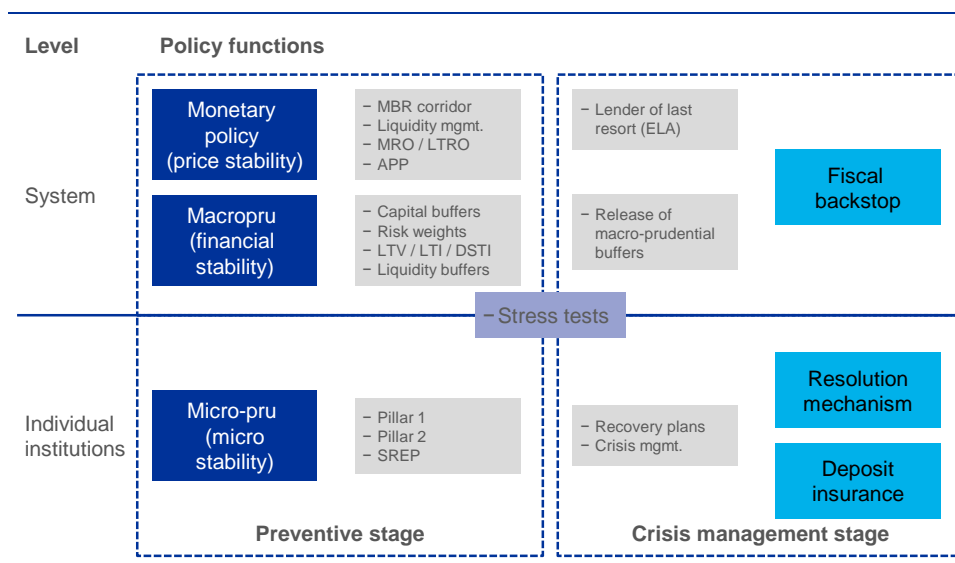 Level
Policy functions
System
Monetary
policy
(price stability)
− MBR corridor
− Liquidity mgmt.
− MRO / LTRO
− APP
− Lender of last
resort (ELA)
Fiscal
backstop
Macropru
(financial
stability)
− Capital buffers
− Risk weights
− LTV / LTI / DSTI
− Liquidity buffers
− Release of
macro-prudential
buffers
− Stress tests
Individual
institutions
Micro-pru
(micro
stability)
− Pillar 1
− Pillar 2
− SREP
− Recovery plans
− Crisis mgmt.
Resolution
mechanism
Deposit
insurance
Preventive stage
Crisis management stage